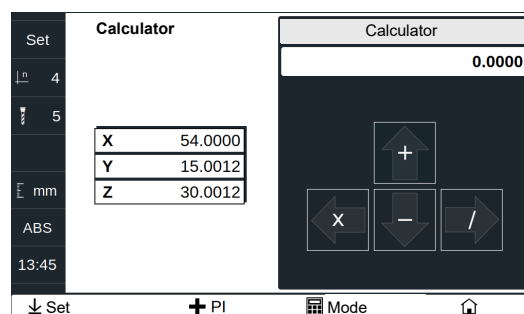 Set
4
5
mm
ABS
13:45
Calculator
X 54.0000
Y 15.0012
Z 30.0012
Calculator
0.0000
+
x
–
/
Set
PI
Mode